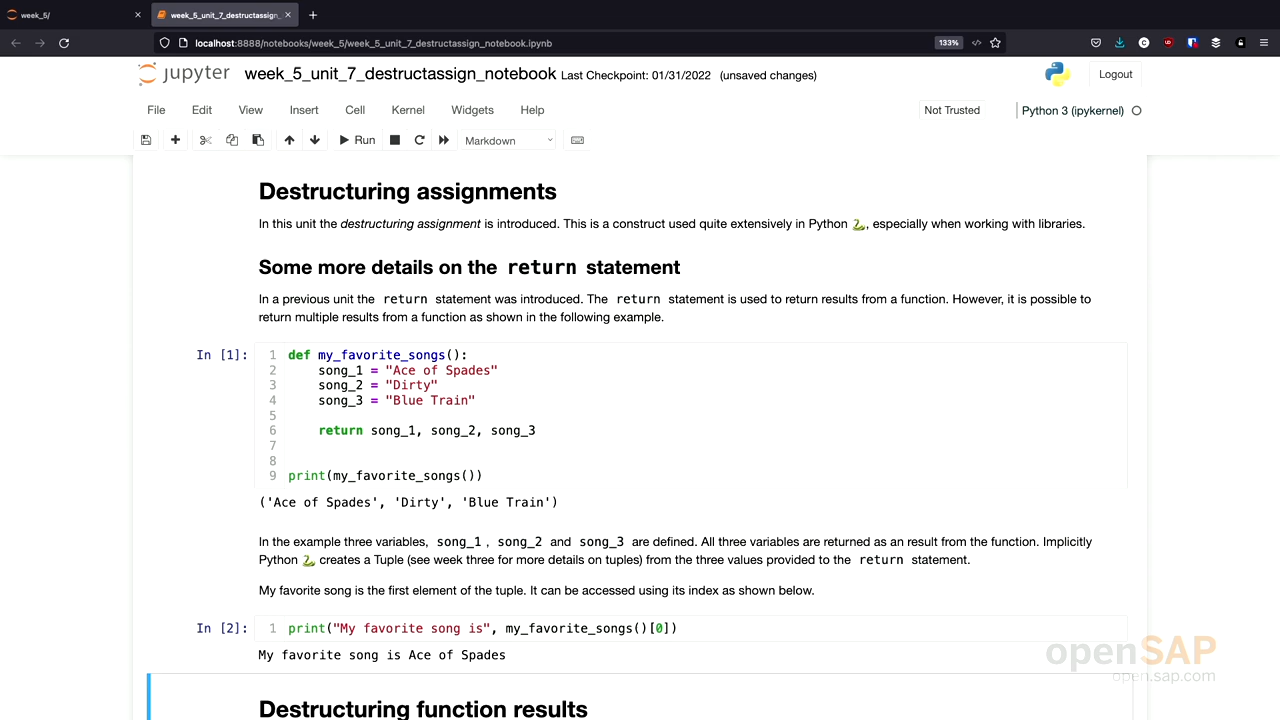 week_5/
week_5_unit_7_destructassign_
localhost:8888/notebooks/week_5/week_5_unit_7_destructassign_notebook.ipynb
133%
jupyter week_5_unit_7_destructassign_notebook Last Checkpoint: 01/31/2022 (unsaved changes)
Logout
File Edit View Insert Cell Kernel Widgets Help
Not Trusted
Python 3 (ipykernel)
Run
Markdown
Destructuring assignments
In this unit the destructuring assignment is introduced. This is a construct used quite extensively in Python 🐍, especially when working with libraries.
Some more details on the return statement
In a previous unit the return statement was introduced. The return statement is used to return results from a function. However, it is possible to
return multiple results from a function as shown in the following example.
In [1]:
1 def my_favorite_songs():
2     song_1 = "Ace of Spades"
3     song_2 = "Dirty"
4     song_3 = "Blue Train"
5
6     return song_1, song_2, song_3
7
8
9 print(my_favorite_songs())
('Ace of Spades', 'Dirty', 'Blue Train')
In the example three variables, song_1 , song_2 and song_3 are defined. All three variables are returned as an result from the function. Implicitly
Python 🐍 creates a Tuple (see week three for more details on tuples) from the three values provided to the return statement.
My favorite song is the first element of the tuple. It can be accessed using its index as shown below.
In [2]:
1 print("My favorite song is", my_favorite_songs()[0])
My favorite song is Ace of Spades
openSAP
open.sap.com
Destructuring function results